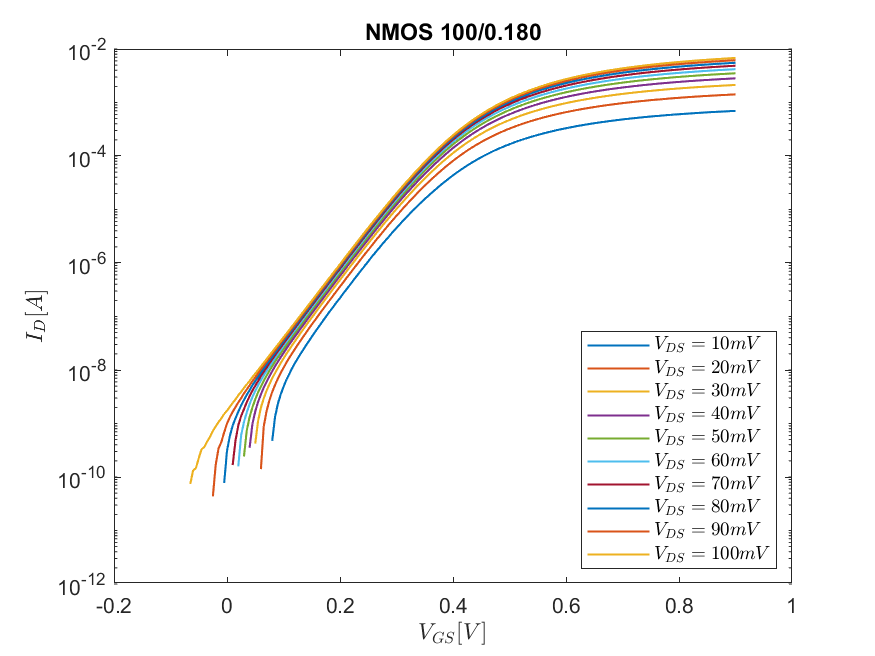 NMOS 100/0.180
10^-2
10^-4
10^-6
10^-8
10^-10
10^-12
I_D[A]
-0.2 0 0.2 0.4 0.6 0.8 1
V_GS[V]
V_DS = 10mV
V_DS = 20mV
V_DS = 30mV
V_DS = 40mV
V_DS = 50mV
V_DS = 60mV
V_DS = 70mV
V_DS = 80mV
V_DS = 90mV
V_DS = 100mV